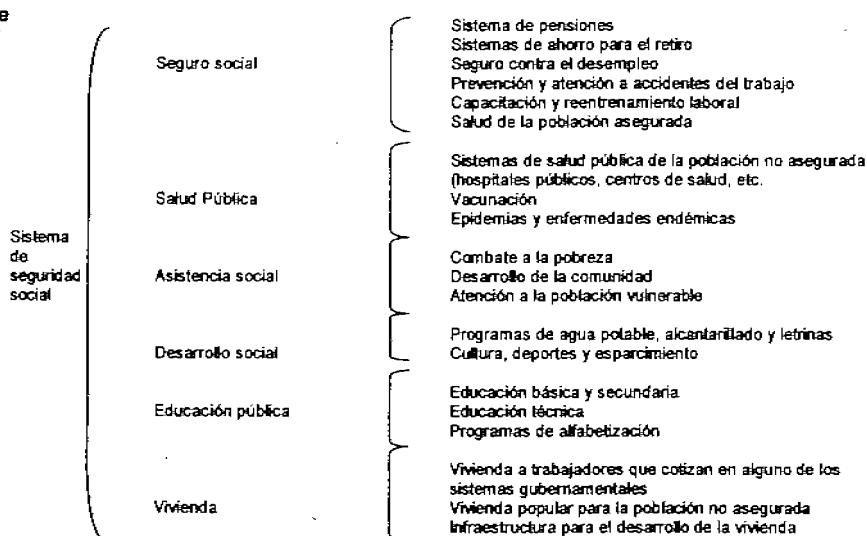 e
Sistema
de
seguridad
social
Seguro social
Sistema de pensiones
Sistemas de ahorro para el retiro
Seguro contra el desempleo
Prevención y atención a accidentes del trabajo
Capacitación y reentrenamiento laboral
Salud de la población asegurada
Salud Pública
Sistemas de salud pública de la población no asegurada
(hospitales públicos, centros de salud, etc.
Vacunación
Epidemias y enfermedades endémicas
Asistencia social
Combate a la pobreza
Desarrollo de la comunidad
Atención a la población vulnerable
Desarrollo social
Programas de agua potable, alcantarillado y letrinas
Cultura, deportes y esparcimiento
Educación pública
Educación básica y secundaria
Educación técnica
Programas de alfabetización
Vivienda
Vivienda a trabajadores que cotizan en alguno de los
sistemas gubernamentales
Vivienda popular para la población no asegurada
Infraestructura para el desarrollo de la vivienda